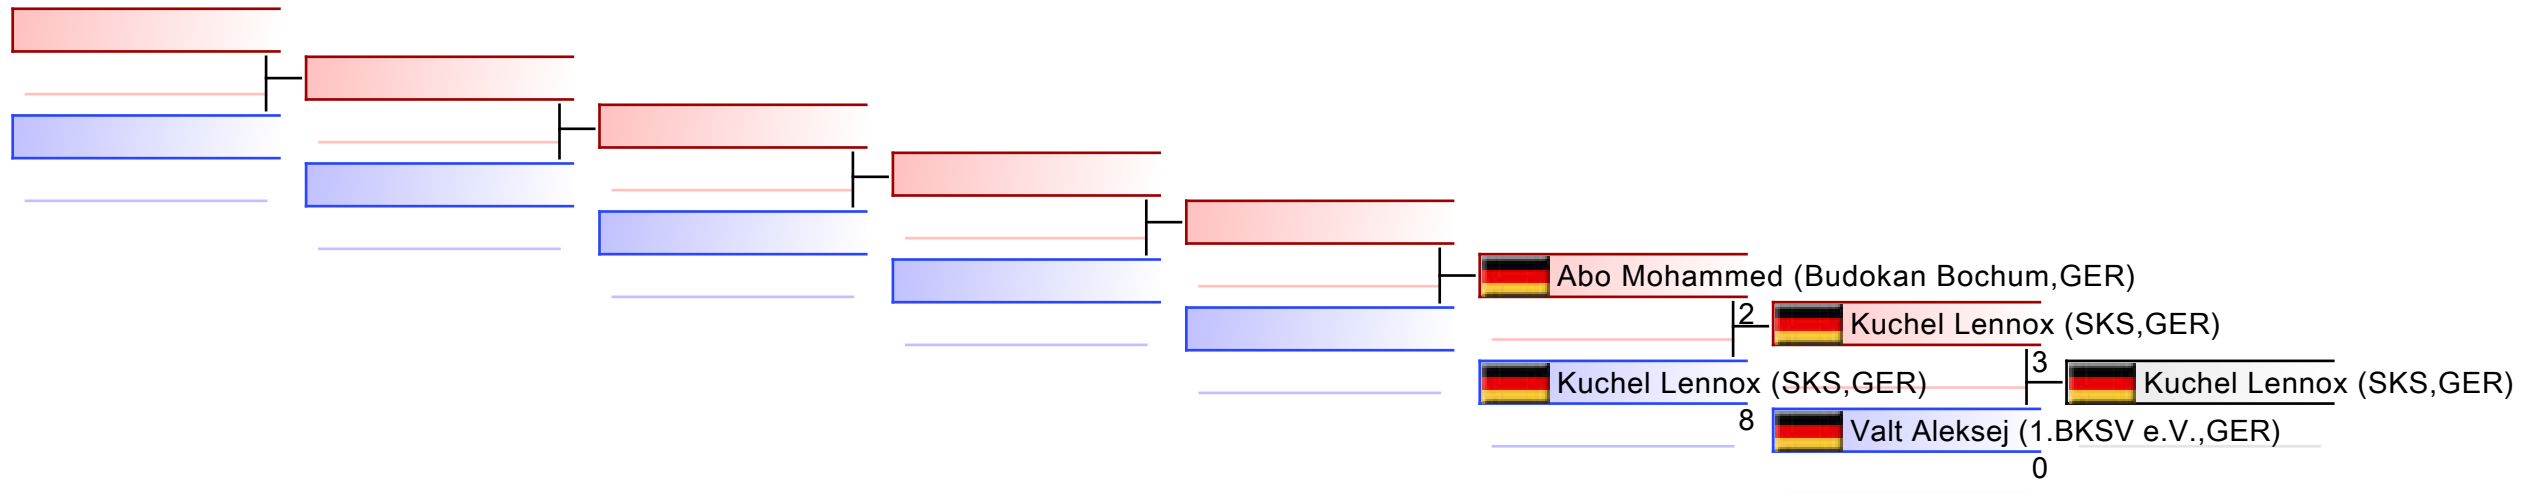 Abo Mohammed (Budokan Bochum,GER)
2
Kuchel Lennox (SKS,GER)
8
Kuchel Lennox (SKS,GER)
3
Valt Aleksej (1.BKSV e.V.,GER)
0
Kuchel Lennox (SKS,GER)